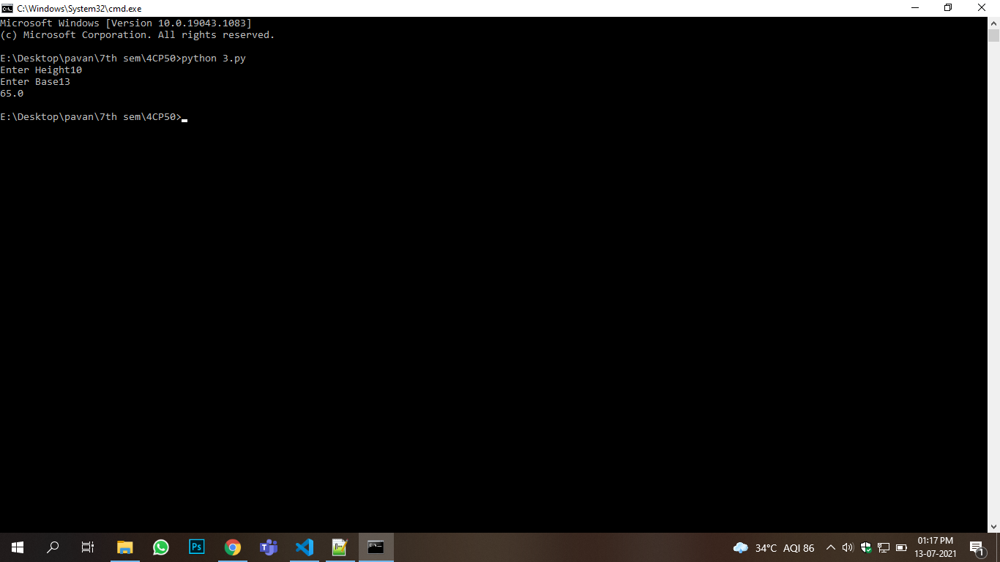 C:\Windows\System32\cmd.exe
Microsoft Windows [Version 10.0.19043.1083]
(c) Microsoft Corporation. All rights reserved.
E:\Desktop\pavan\7th sem\4CP50>python 3.py
Enter Height10
Enter Base13
65.0
E:\Desktop\pavan\7th sem\4CP50>
Ps
34°C AQI 86
01:17 PM
13-07-2021
1